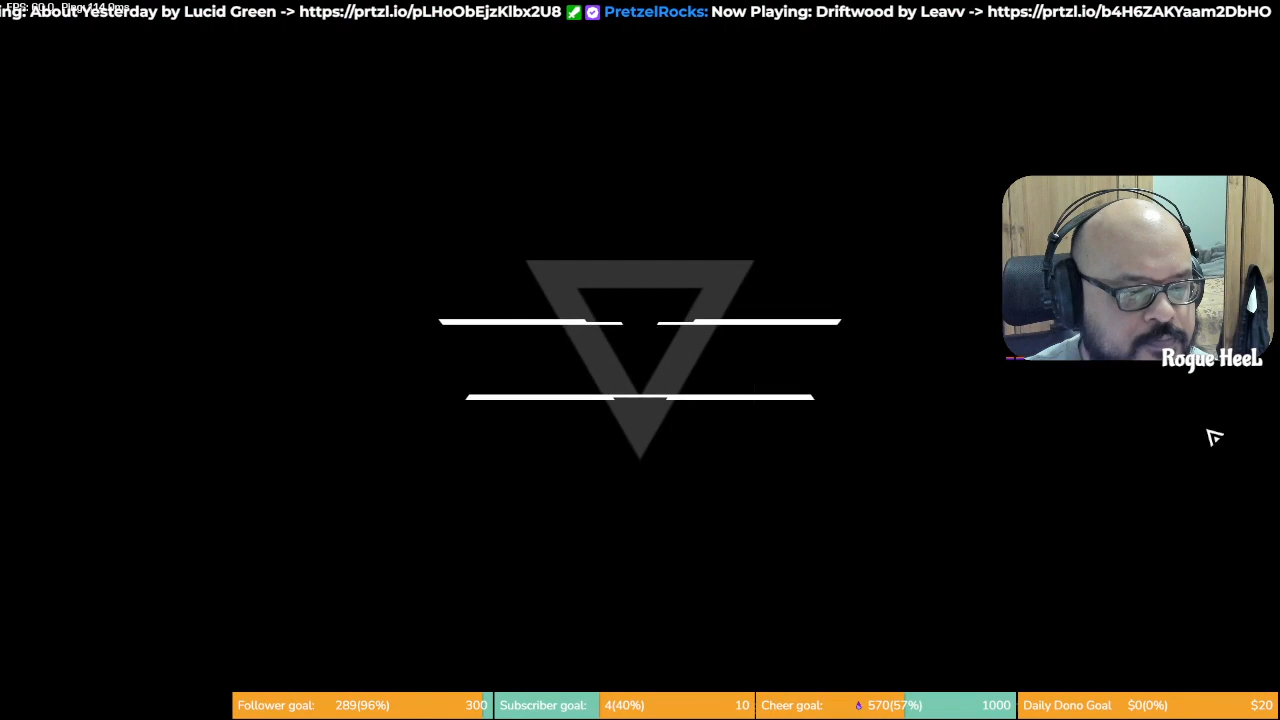 ng: About Yesterday by Lucid Green -> https://prtzl.io/pLHoObEjzKlbx2U8 PretzelRocks: Now Playing: Driftwood by Leavv -> https://prtzl.io/b4H6ZAKYaam2DbHO
Rogue HeeL
Follower goal: 289(96%) 300 Subscriber goal: 4(40%) 10 Cheer goal: 570(57%) 1000 Daily Dono Goal $0(0%) $20